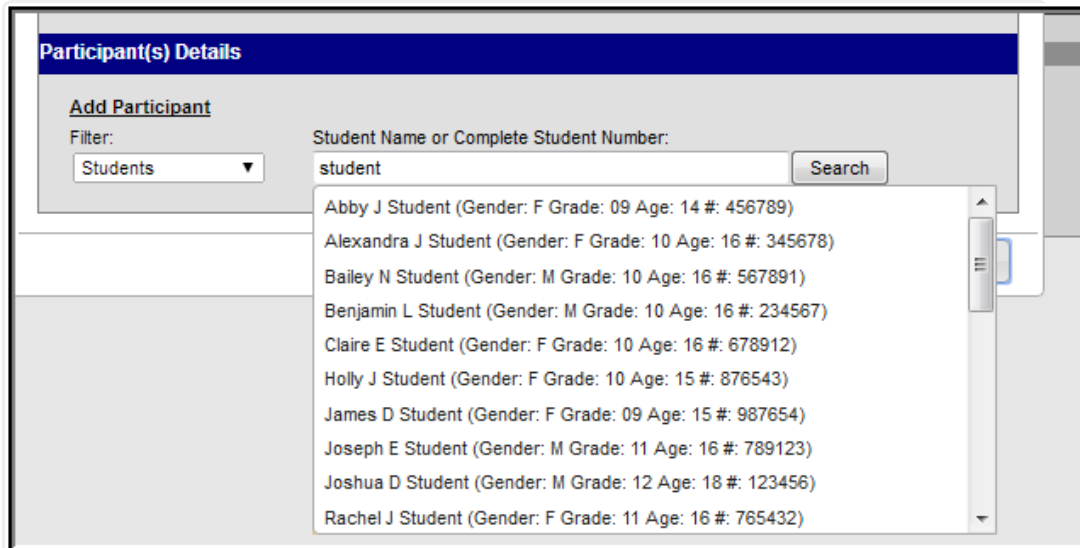 Participant(s) Details
Add Participant
Filter: Student Name or Complete Student Number:
Students student Search
Abby J Student (Gender: F Grade: 09 Age: 14 #: 456789)
Alexandra J Student (Gender: F Grade: 10 Age: 16 #: 345678)
Bailey N Student (Gender: M Grade: 10 Age: 16 #: 567891)
Benjamin L Student (Gender: M Grade: 10 Age: 16 #: 234567)
Claire E Student (Gender: F Grade: 10 Age: 16 #: 678912)
Holly J Student (Gender: F Grade: 10 Age: 15 #: 876543)
James D Student (Gender: F Grade: 09 Age: 15 #: 987654)
Joseph E Student (Gender: M Grade: 11 Age: 16 #: 789123)
Joshua D Student (Gender: M Grade: 12 Age: 18 #: 123456)
Rachel J Student (Gender: F Grade: 11 Age: 16 #: 765432)